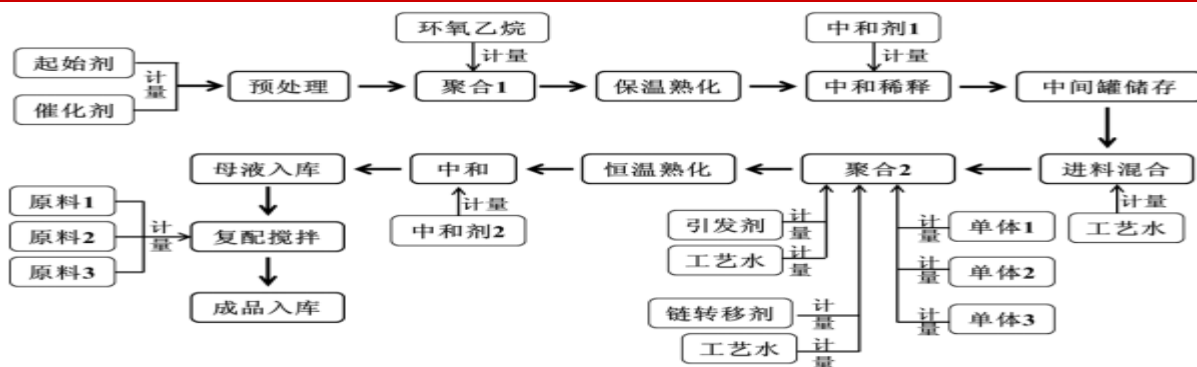 环氧乙烷
中和剂1
起始剂
计量
计量
计量
预处理
聚合1
保温熟化
中和稀释
中间罐储存
催化剂
母液入库
中和
恒温熟化
聚合2
进料混合
原料1
计量
计量
原料2
计量
复配搅拌
中和剂2
引发剂
计量
计量
单体1
工艺水
原料3
工艺水
计量
计量
单体2
成品入库
链转移剂
计量
计量
单体3
工艺水
计量